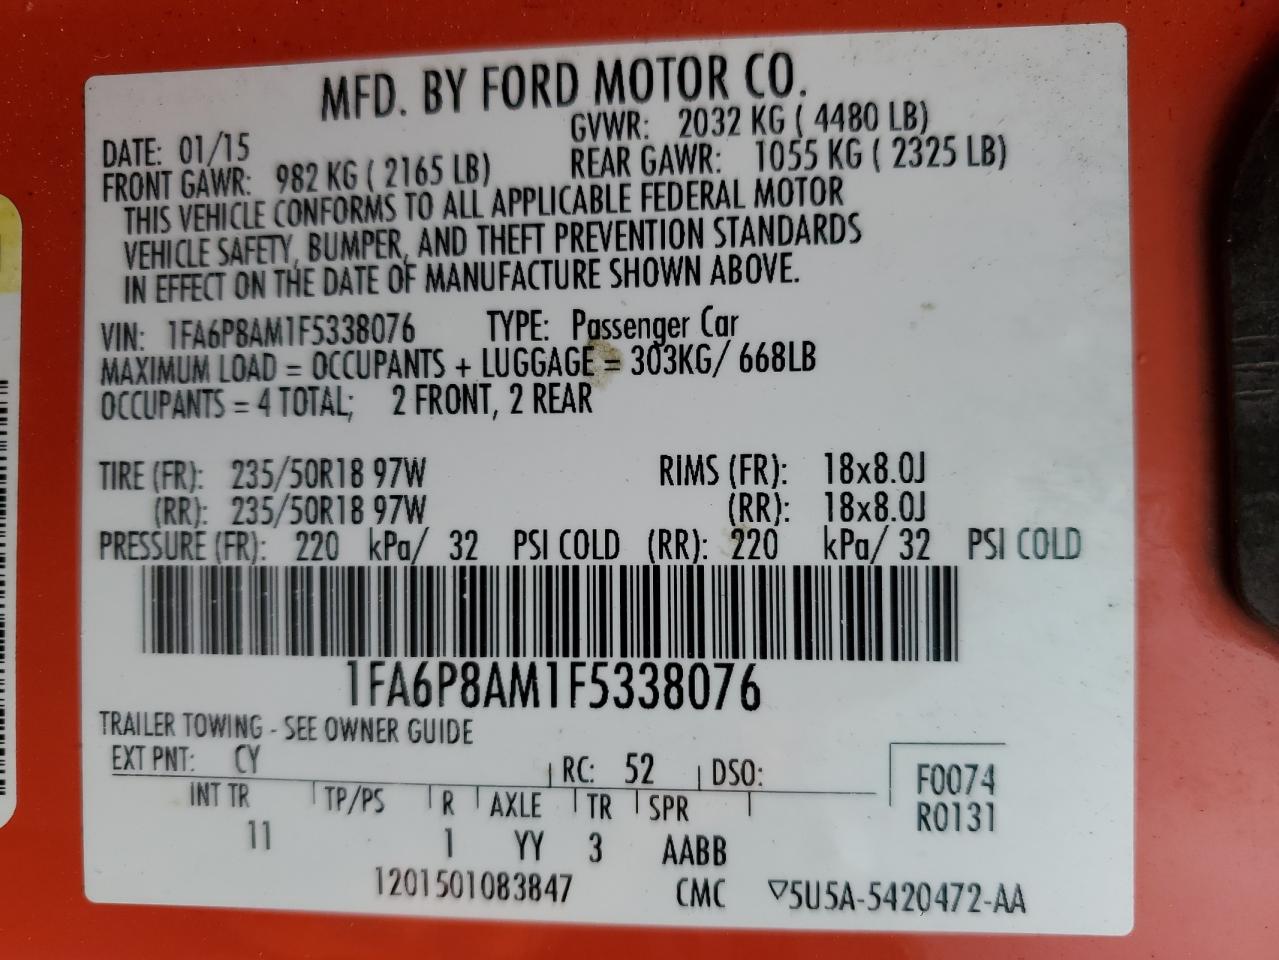 MFD. BY FORD MOTOR CO.
DATE: 01/15 GVWR: 2032 KG ( 4480 LB)
FRONT GAWR: 982 KG ( 2165 LB) REAR GAWR: 1055 KG ( 2325 LB)
THIS VEHICLE CONFORMS TO ALL APPLICABLE FEDERAL MOTOR
VEHICLE SAFETY, BUMPER, AND THEFT PREVENTION STANDARDS
IN EFFECT ON THE DATE OF MANUFACTURE SHOWN ABOVE.
VIN: 1FA6P8AM1F5338076 TYPE: Passenger Car
MAXIMUM LOAD = OCCUPANTS + LUGGAGE = 303KG/ 668LB
OCCUPANTS = 4 TOTAL; 2 FRONT, 2 REAR
TIRE (FR): 235/50R18 97W RIMS (FR): 18x8.0J
(RR): 235/50R18 97W (RR): 18x8.0J
PRESSURE (FR): 220 kPa/ 32 PSI COLD (RR): 220 kPa/ 32 PSI COLD
1FA6P8AM1F5338076
TRAILER TOWING - SEE OWNER GUIDE
EXT PNT: CY RC: 52 DSO:
F0074
INT TR TP/PS R AXLE TR SPR
R0131
11 1 YY 3 AABB
1201501083847 CMC ▽5U5A-5420472-AA